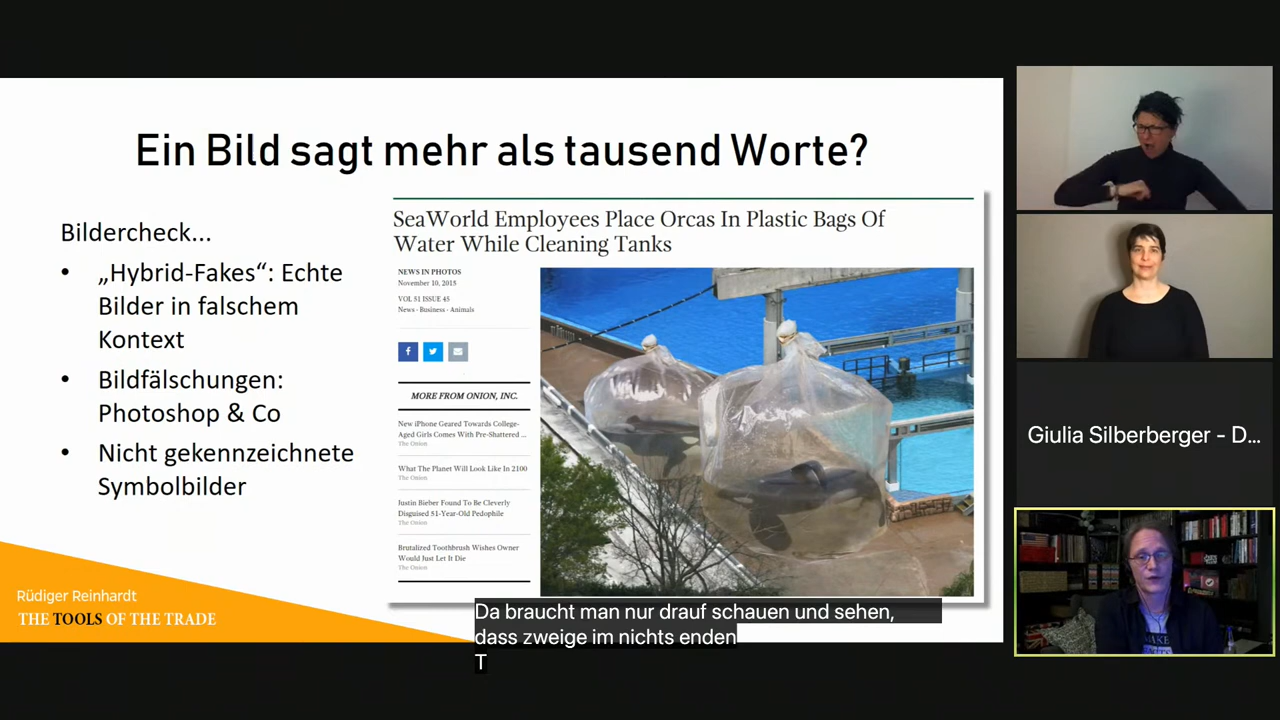 Ein Bild sagt mehr als tausend Worte?
Bildercheck...
• „Hybrid-Fakes“: Echte
Bilder in falschem
Kontext
• Bildfälschungen:
Photoshop & Co
• Nicht gekennzeichnete
Symbolbilder
SeaWorld Employees Place Orcas In Plastic Bags Of
Water While Cleaning Tanks
NEWS IN PHOTOS
November 10, 2015
VOL 51 ISSUE 45
News · Business · Animals
MORE FROM ONION, INC.
New iPhone Geared Towards College-
Aged Girls Comes With Pre-Shattered ...
The Onion
What The Planet Will Look Like In 2100
The Onion
Justin Bieber Found To Be Cleverly
Disguised 51-Year-Old Pedophile
The Onion
Brutalized Toothbrush Wishes Owner
Would Just Let It Die
The Onion
Rüdiger Reinhardt
THE TOOLS OF THE TRADE
Da braucht man nur drauf schauen und sehen,
dass zweige im nichts enden
T
Giulia Silberberger - D...